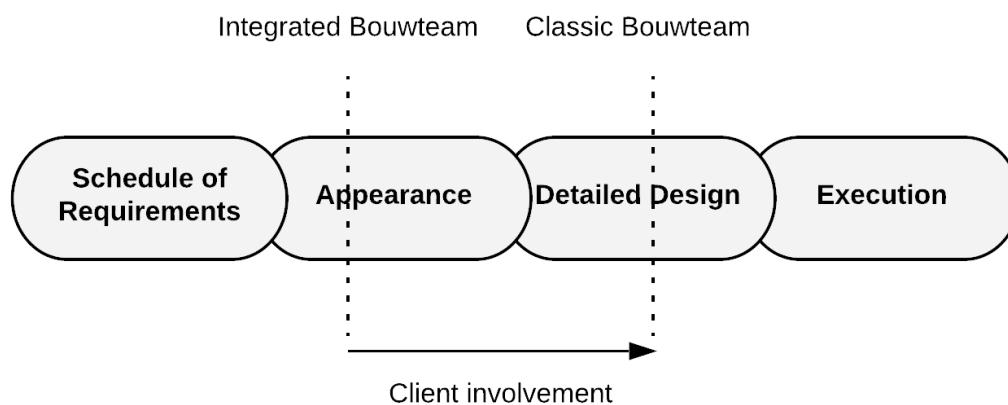 Integrated Bouwteam
Classic Bouwteam
Schedule of
Requirements
Appearance
Detailed Design
Execution
Client involvement